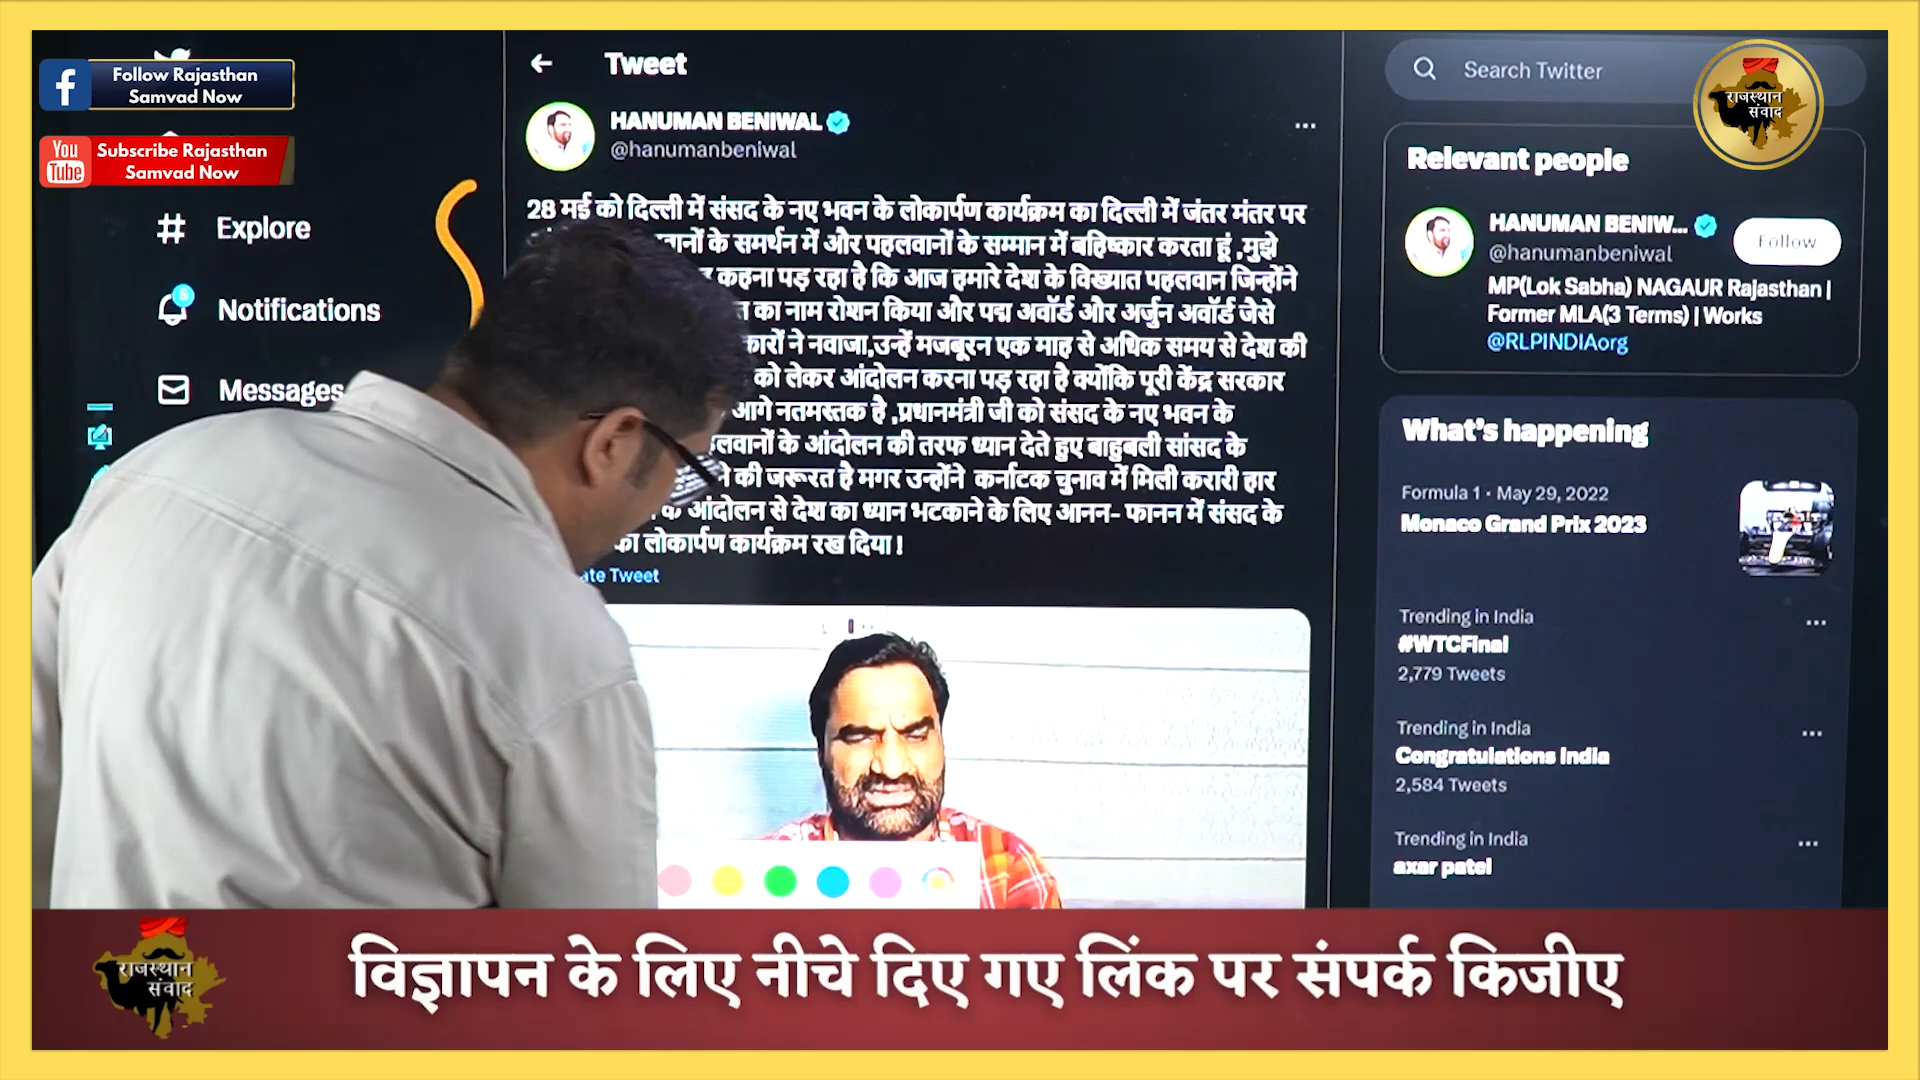 Follow Rajasthan
Samvad Now
You
Tube
Subscribe Rajasthan
Samvad Now
Explore
Notifications
Messages
Tweet
HANUMAN BENIWAL
@hanumanbeniwal
28 मई को दिल्ली में संसद के नए भवन के लोकार्पण कार्यक्रम का दिल्ली में जंतर मंतर पर
के समर्थन में और पहलवानों के सम्मान में बहिष्कार करता हूं ,मुझे
कहना पड़ रहा है कि आज हमारे देश के विख्यात पहलवान जिन्होंने
का नाम रोशन किया और पद्म अवॉर्ड और अर्जुन अवॉर्ड जैसे
ने नवाजा,उन्हें मजबूरन एक माह से अधिक समय से देश की
को लेकर आंदोलन करना पड़ रहा है क्योंकि पूरी केंद्र सरकार
आगे नतमस्तक है ,प्रधानमंत्री जी को संसद के नए भवन के
के आंदोलन की तरफ ध्यान देते हुए बाहुबली सांसद के
की जरूरत है मगर उन्होंने कर्नाटक चुनाव में मिली करारी हार
के आंदोलन से देश का ध्यान भटकाने के लिए आनन- फानन में संसद के
का लोकार्पण कार्यक्रम रख दिया !
Tweet
Search Twitter
राजस्थान
संवाद
Relevant people
HANUMAN BENIW...
@hanumanbeniwal
Follow
MP(Lok Sabha) NAGAUR Rajasthan |
Former MLA(3 Terms) | Works
@RLPINDIAorg
What's happening
Formula 1 · May 29, 2022
Monaco Grand Prix 2023
Trending in India
#WTCFinal
2,779 Tweets
Trending in India
Congratulations India
2,584 Tweets
Trending in India
axar patel
राजस्थान
संवाद
विज्ञापन के लिए नीचे दिए गए लिंक पर संपर्क किजीए